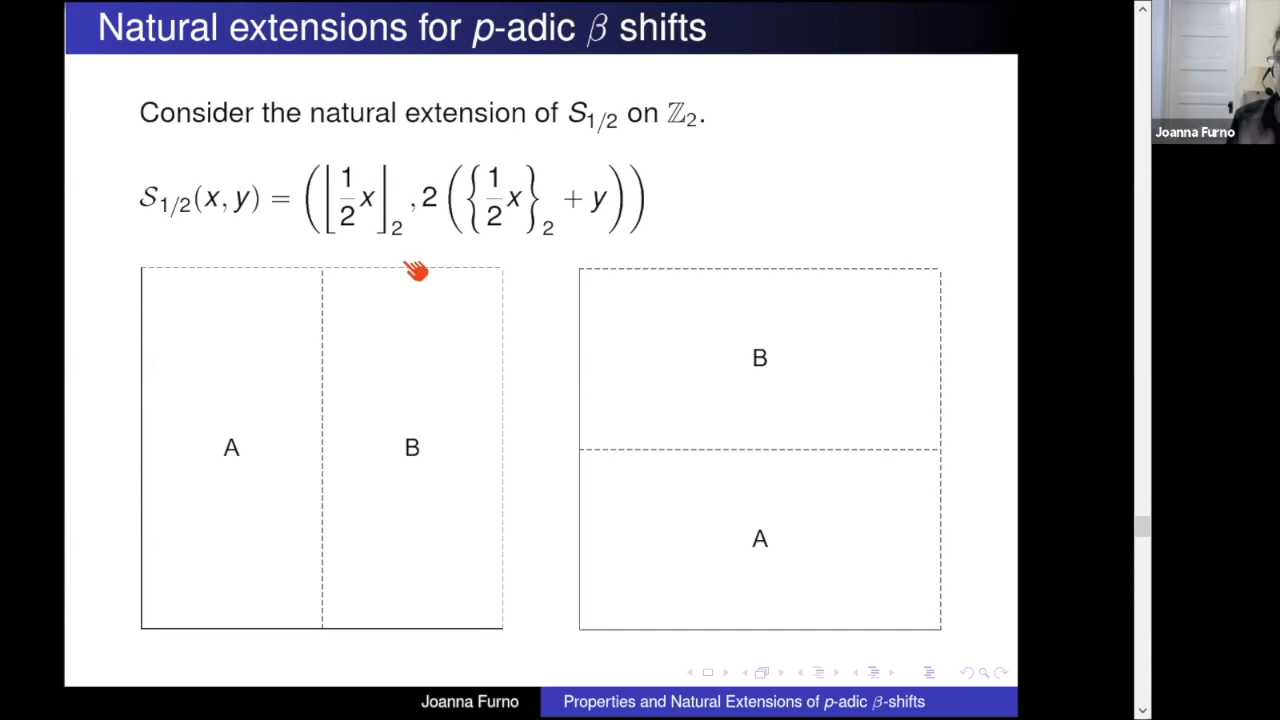 Natural extensions for p-adic β shifts
Consider the natural extension of S_{1/2} on ℤ_2.
𝒮_{1/2}(x, y) = (⌊1/2 x⌋_2, 2({1/2 x}_2 + y))
A
B
B
A
Joanna Furno
Joanna Furno
Properties and Natural Extensions of p-adic β-shifts